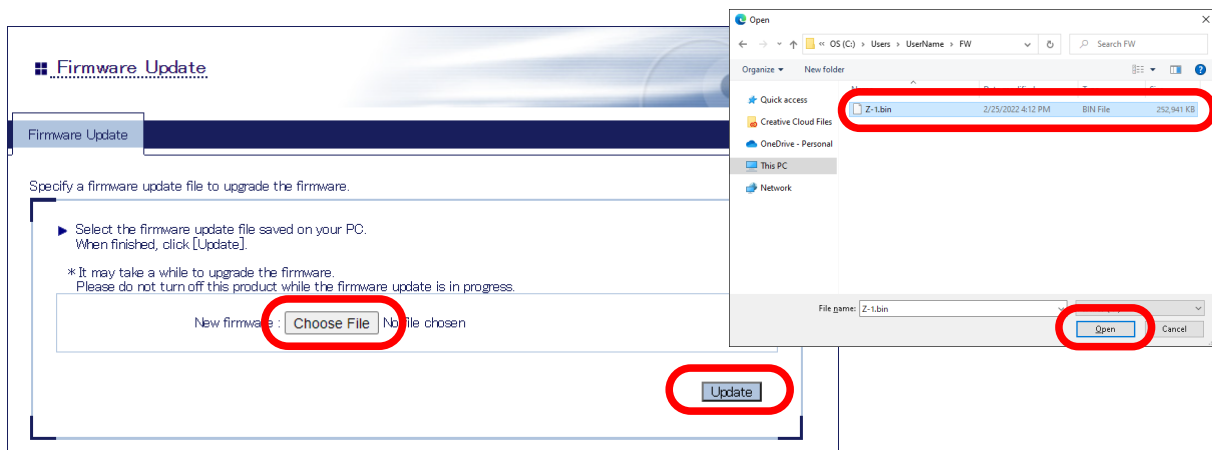 Firmware Update
Firmware Update
Specify a firmware update file to upgrade the firmware.
Select the firmware update file saved on your PC.
When finished, click [Update].
* It may take a while to upgrade the firmware.
Please do not turn off this product while the firmware update is in progress.
New firmware : Choose File No file chosen
Update
Open
« OS (C:) > Users > UserName > FW
Search FW
Organize
New folder
Quick access
Creative Cloud Files
OneDrive - Personal
This PC
Network
Z-1.bin 2/25/2022 4:12 PM BIN File 252,941 KB
File name: Z-1.bin
Open Cancel